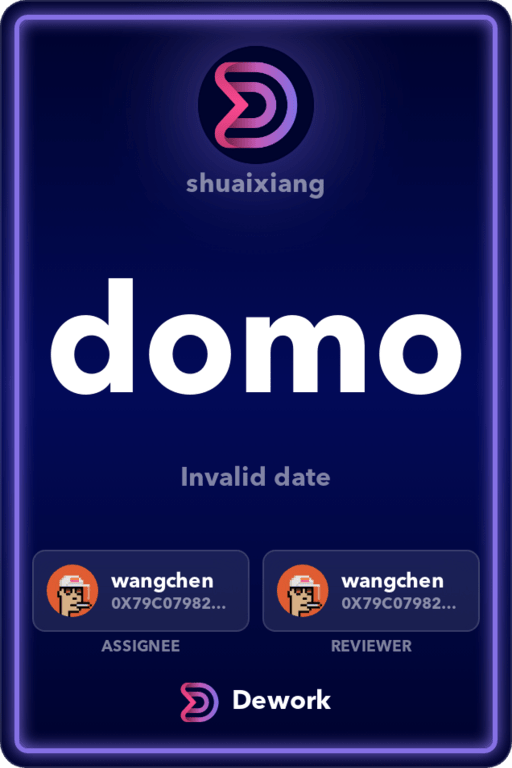 shuaixiang
domo
Invalid date
wangchen
0X79C07982...
ASSIGNEE
wangchen
0X79C07982...
REVIEWER
Dework